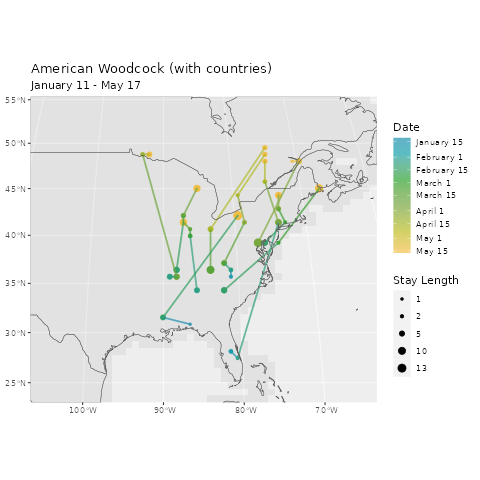 American Woodcock (with countries)
January 11 - May 17
55°N
50°N
45°N
40°N
35°N
30°N
25°N
100°W
90°W
80°W
70°W
Date
January 15
February 1
February 15
March 1
March 15
April 1
April 15
May 1
May 15
Stay Length
1
2
5
10
13